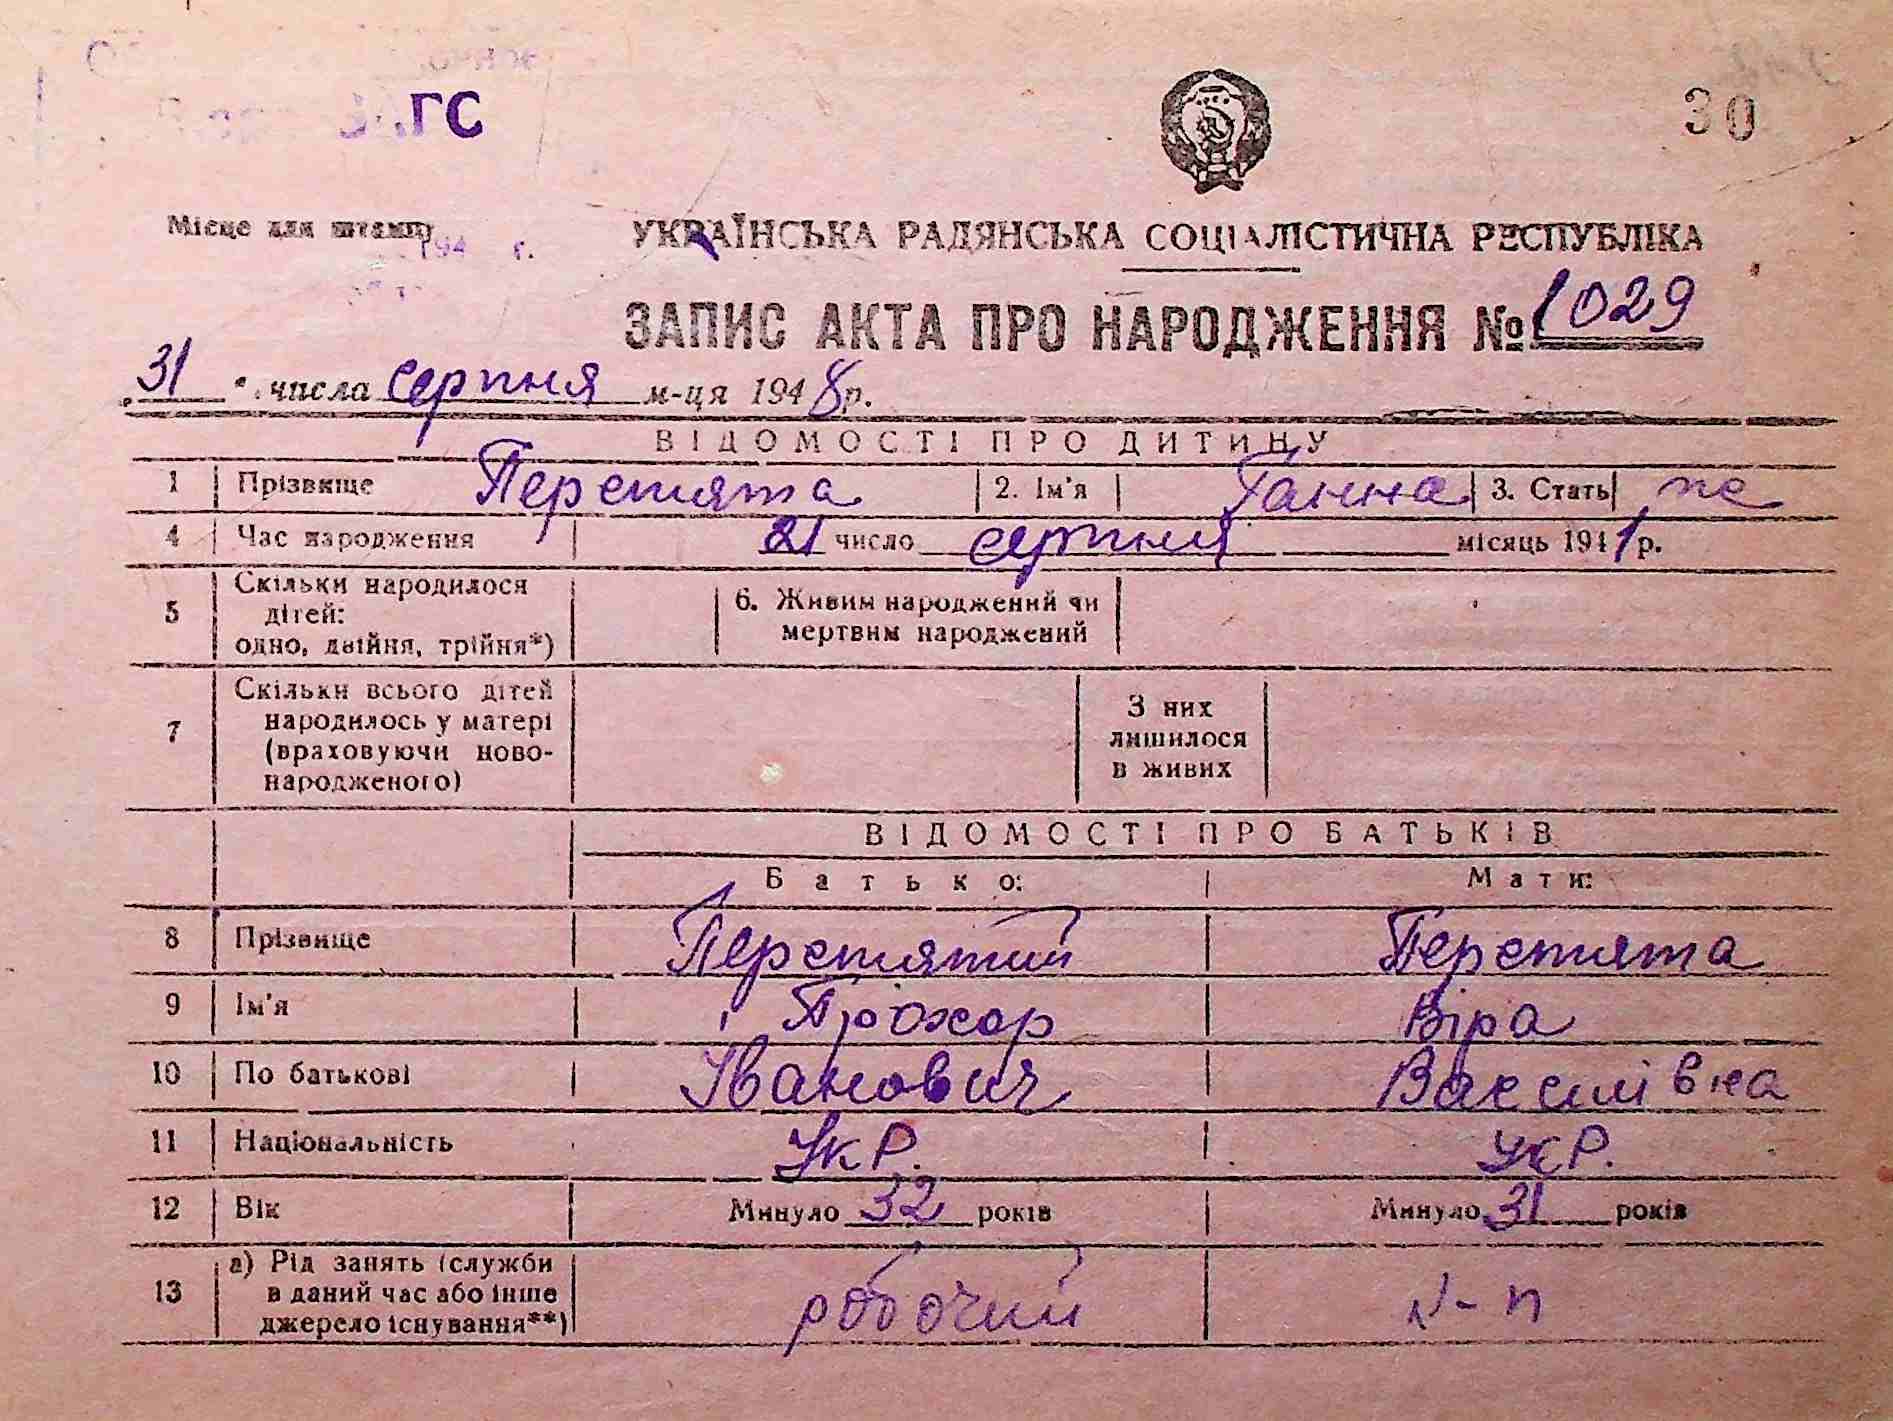 ЗАГС
30
Місце для штампу
194 г.
УКРАЇНСЬКА РАДЯНСЬКА СОЦІАЛІСТИЧНА РЕСПУБЛІКА
ЗАПИС АКТА ПРО НАРОДЖЕННЯ № 1029
"31" числа серпня м-ця 1948 р.
ВІДОМОСТІ ПРО ДИТИНУ
1 Прізвище Перетята 2. Ім'я Ганна 3. Стать жс
4 Час народження 21 число серпня місяць 1941 р.
5 Скільки народилося
дітей:
одно, двійня, трійня*)
6. Живим народжений чи
мертвим народжений
7 Скільки всього дітей
народилось у матері
(враховуючи ново-
народженого)
З них
лишилося
в живих
ВІДОМОСТІ ПРО БАТЬКІВ
Батько: Мати:
8 Прізвище Перетятий Перетята
9 Ім'я Прохор Віра
10 По батькові Іванович Василівна
11 Національність Укр. Укр.
12 Вік Минуло 32 років Минуло 31 років
13 а) Рід занять (служби
в даний час або інше
джерело існування**)
робочий